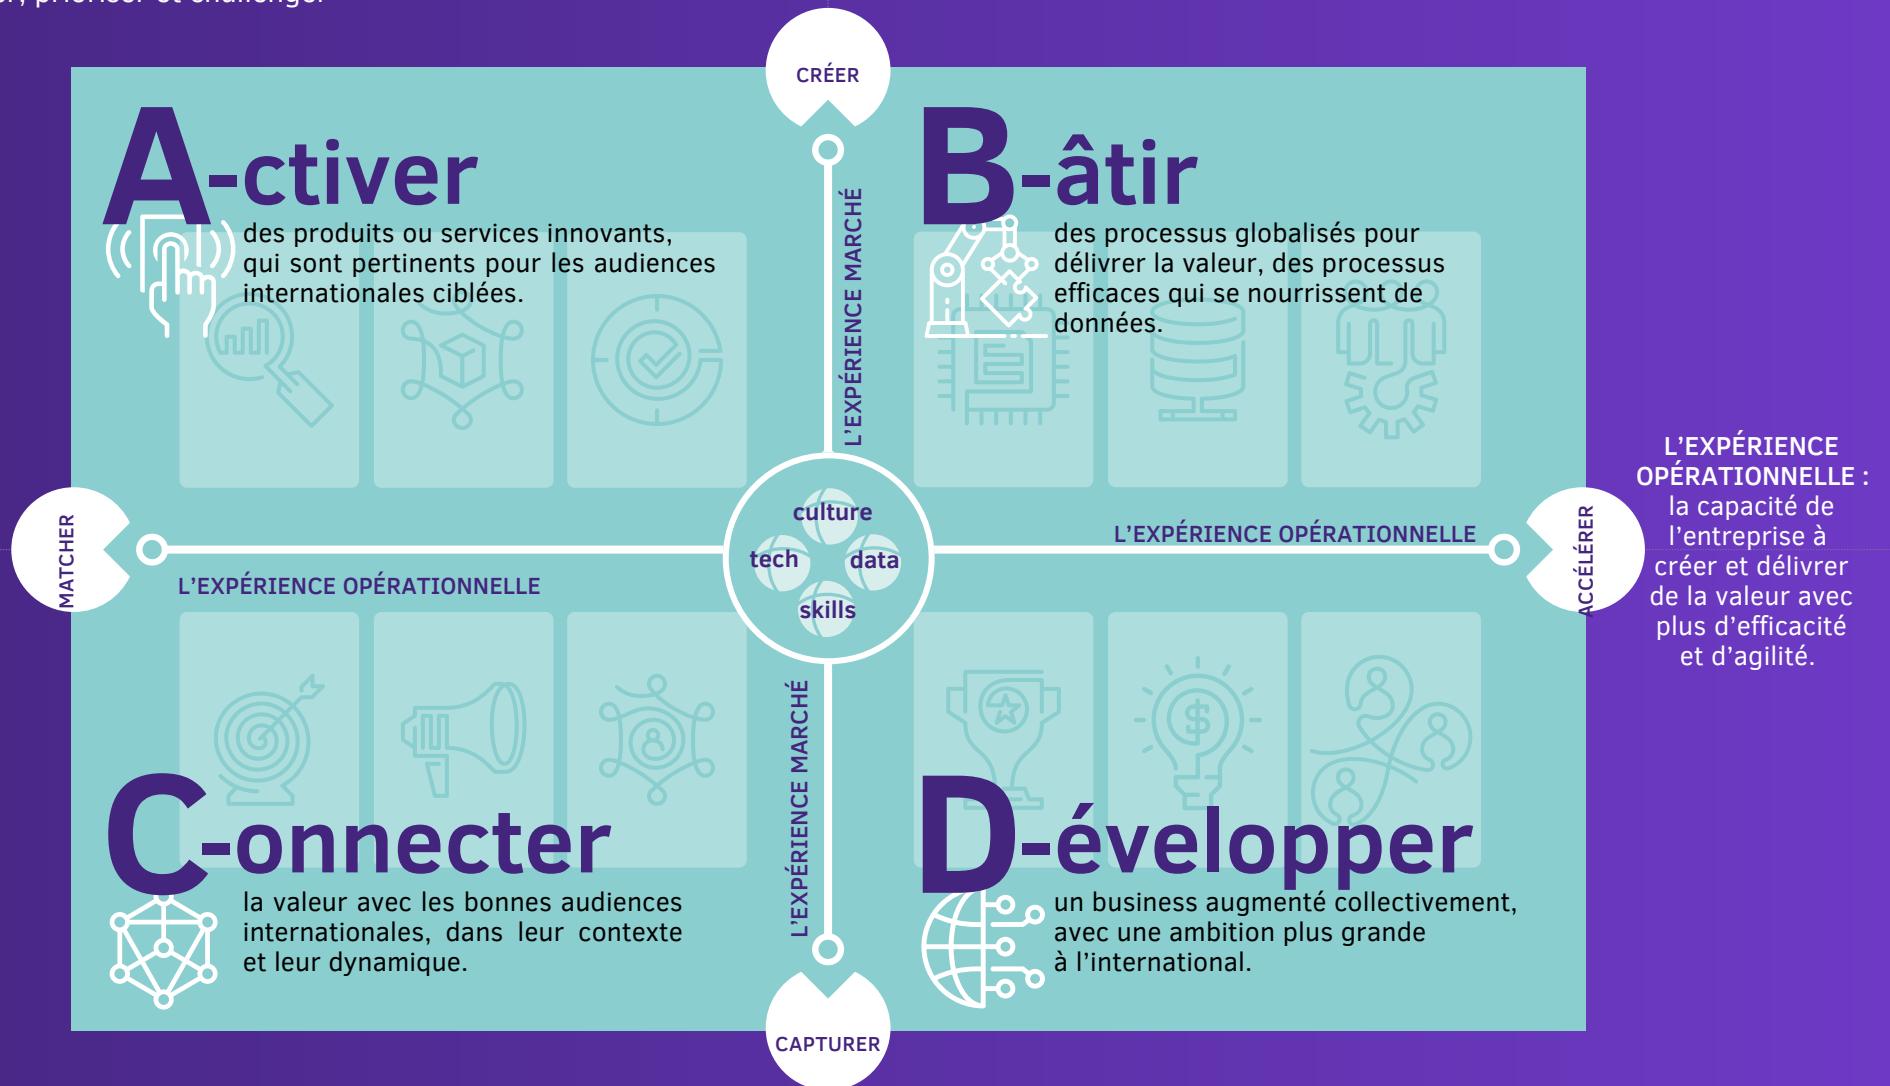 prioriser et challenger
CRÉER
A-ctiver
des produits ou services innovants,
qui sont pertinents pour les audiences
internationales ciblées.
L'EXPÉRIENCE MARCHÉ
B-âtir
des processus globalisés pour
délivrer la valeur, des processus
efficaces qui se nourrissent de
données.
MATCHER
L'EXPÉRIENCE OPÉRATIONNELLE
culture
tech
data
skills
L'EXPÉRIENCE OPÉRATIONNELLE
ACCÉLÉRER
L'EXPÉRIENCE
OPÉRATIONNELLE :
la capacité de
l'entreprise à
créer et délivrer
de la valeur avec
plus d'efficacité
et d'agilité.
C-onnecter
la valeur avec les bonnes audiences
internationales, dans leur contexte
et leur dynamique.
L'EXPÉRIENCE MARCHÉ
D-évelopper
un business augmenté collectivement,
avec une ambition plus grande
à l'international.
CAPTURER